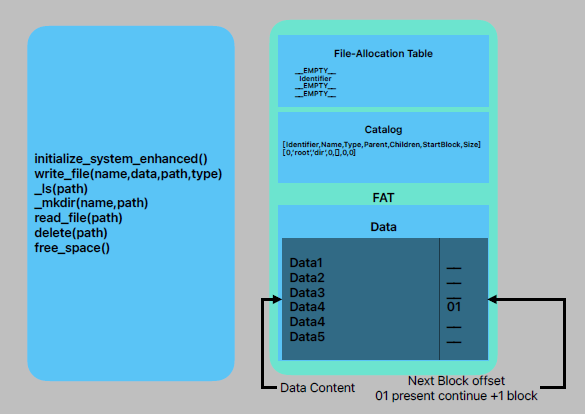 initialize_system_enhanced()
write_file(name,data,path,type)
_ls(path)
_mkdir(name,path)
read_file(path)
delete(path)
free_space()
File-Allocation Table
__EMPTY__
Identifier
__EMPTY__
__EMPTY__
Catalog
[Identifier,Name,Type,Parent,Children,StartBlock,Size]
[0,'root','dir',0,[],0,0]
FAT
Data
Data1 __
Data2 __
Data3 __
Data4 01
Data4 __
Data5 __
Data Content
Next Block offset
01 present continue +1 block